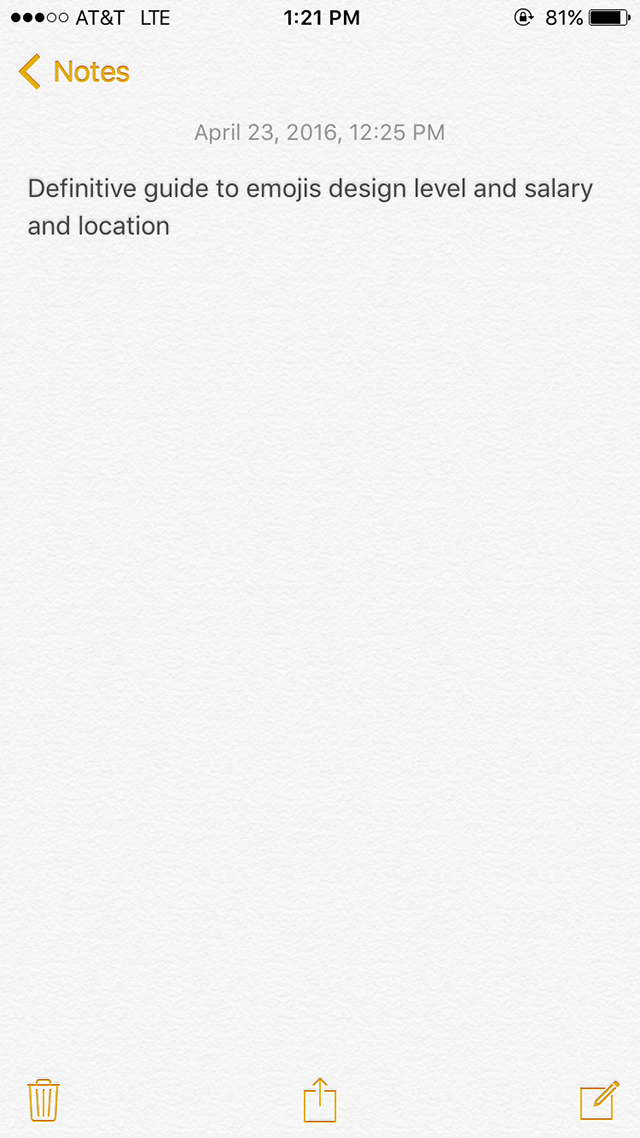 AT&T LTE 1:21 PM 81%
Notes
April 23, 2016, 12:25 PM
Definitive guide to emojis design level and salary
and location